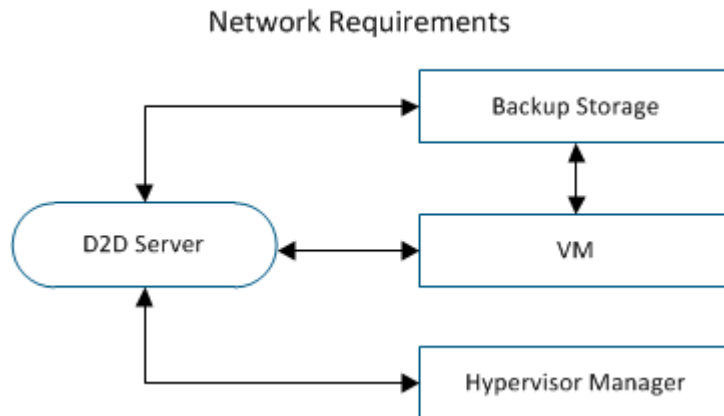 Network Requirements
Backup Storage
D2D Server
VM
Hypervisor Manager